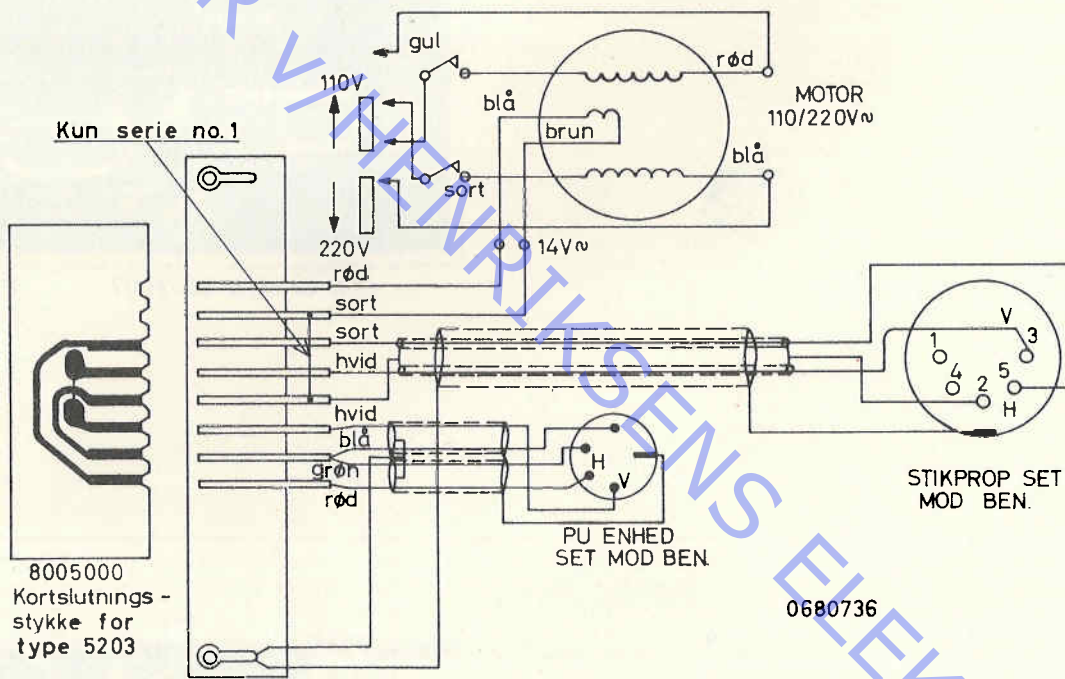 R V/ HENRIKSENS ELEK
gul
rød
110V
blå
brun
MOTOR
110/220V~
Kun serie no.1
blå
sort
220V
14V~
rød
sort
sort
hvid
hvid
blå
grøn
rød
V
1
3
4
5
2
H
H
V
STIKPROP SET
MOD BEN.
PU ENHED
SET MOD BEN.
8005000
Kortslutnings-
stykke for
type 5203
0680736